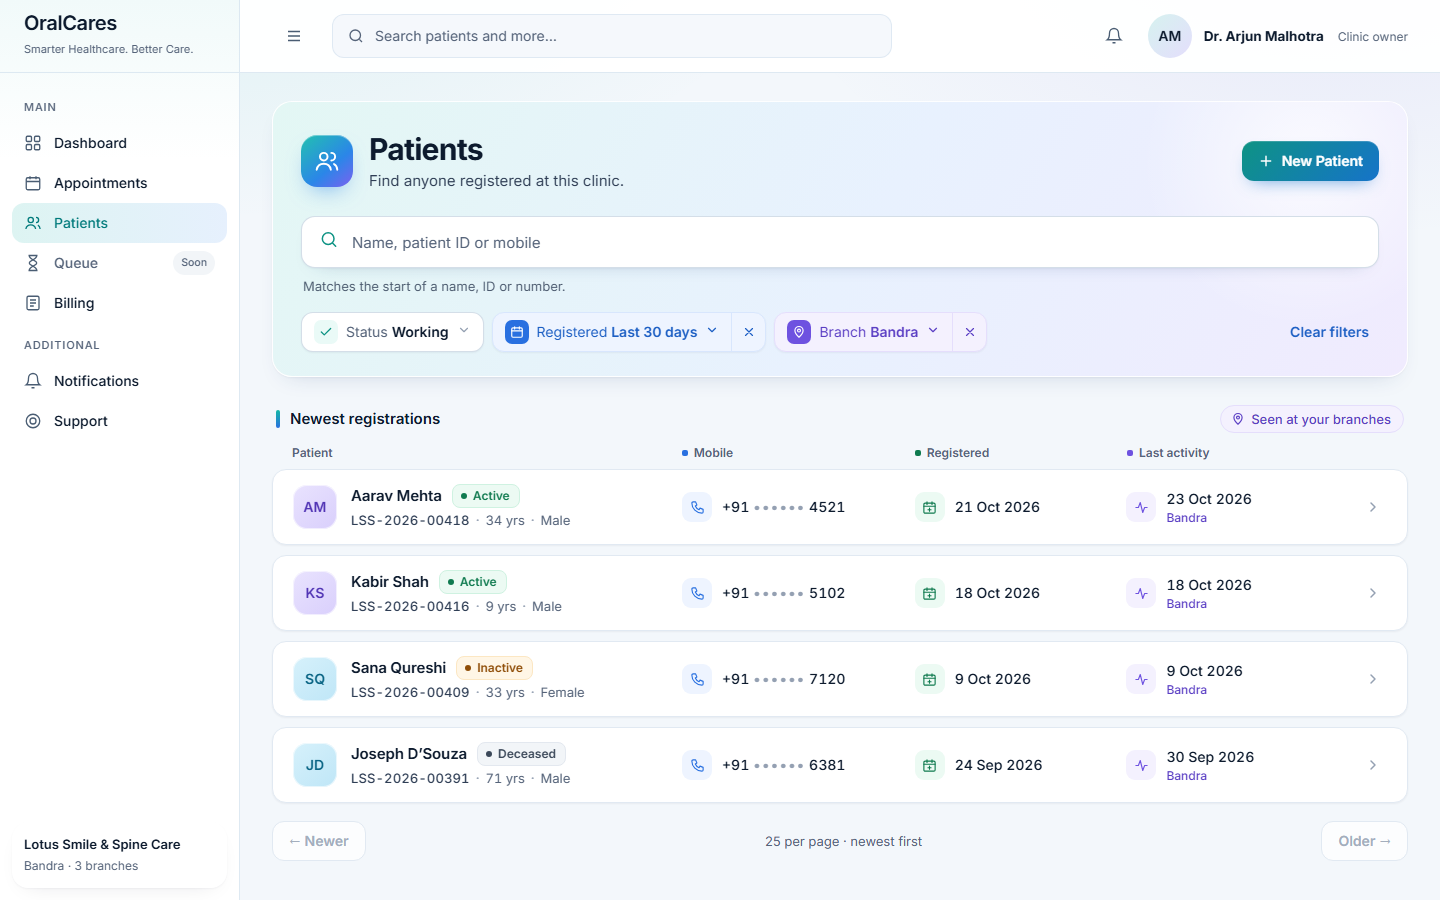 OralCares
Smarter Healthcare. Better Care.
Search patients and more...
AM
Dr. Arjun Malhotra
Clinic owner
MAIN
Dashboard
Appointments
Patients
Queue
Soon
Billing
ADDITIONAL
Notifications
Support
Lotus Smile & Spine Care
Bandra · 3 branches
Patients
Find anyone registered at this clinic.
+ New Patient
Name, patient ID or mobile
Matches the start of a name, ID or number.
Status Working
Registered Last 30 days
Branch Bandra
Clear filters
Newest registrations
Seen at your branches
Patient
Mobile
Registered
Last activity
AM
Aarav Mehta
Active
LSS-2026-00418 · 34 yrs · Male
+91 •••••• 4521
21 Oct 2026
23 Oct 2026
Bandra
KS
Kabir Shah
Active
LSS-2026-00416 · 9 yrs · Male
+91 •••••• 5102
18 Oct 2026
18 Oct 2026
Bandra
SQ
Sana Qureshi
Inactive
LSS-2026-00409 · 33 yrs · Female
+91 •••••• 7120
9 Oct 2026
9 Oct 2026
Bandra
JD
Joseph D’Souza
Deceased
LSS-2026-00391 · 71 yrs · Male
+91 •••••• 6381
24 Sep 2026
30 Sep 2026
Bandra
← Newer
25 per page · newest first
Older →